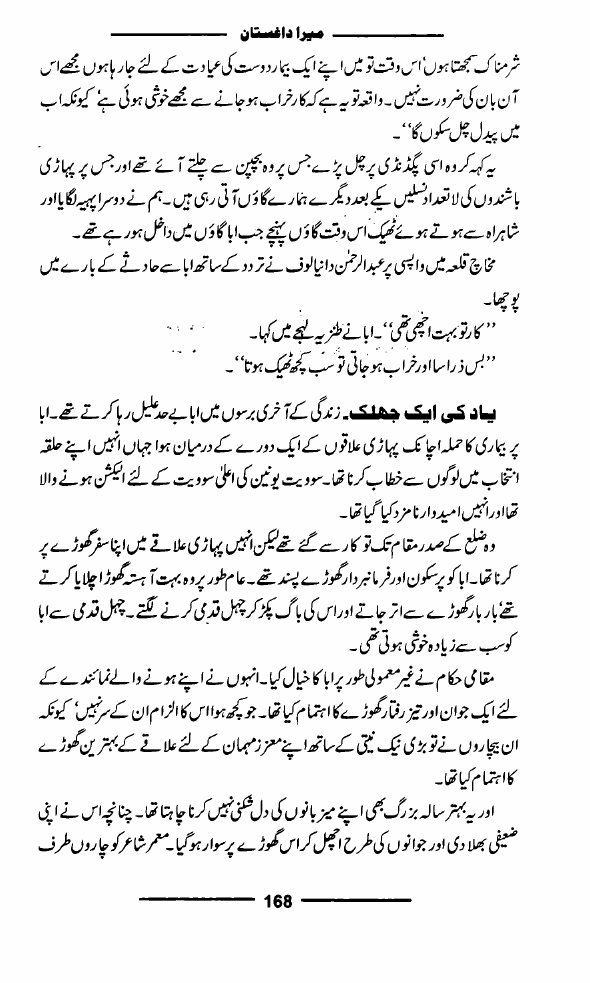 میرا داغستان
شرمناک سمجھتا ہوں' اس وقت تو میں اپنے ایک بیمار دوست کی عیادت کے لئے جا رہا ہوں مجھے اس
آن بان کی ضرورت نہیں۔ واقعہ تو یہ ہے کہ کار خراب ہو جانے سے مجھے خوشی ہوئی ہے' کیونکہ اب
میں پیدل چل سکوں گا''۔
یہ کہہ کر وہ اسی پگڈنڈی پر چل پڑے جس پر وہ بچپن سے چلتے آئے تھے اور جس پر پہاڑی
باشندوں کی لاتعداد نسلیں یکے بعد دیگرے ہمارے گاؤں آتی رہی ہیں۔ ہم نے دوسرا پہیہ لگایا اور
شاہراہ سے ہوتے ہوئے ٹھیک اس وقت گاؤں پہنچے جب ابا گاؤں میں داخل ہو رہے تھے۔
مخاچ قلعہ میں واپسی پر عبدالرحمٰن دانیالوف نے تردد کے ساتھ ابا سے حادثے کے بارے میں
پوچھا۔
''کار تو بہت اچھی تھی''۔ ابا نے طنزیہ لہجے میں کہا۔
''بس ذرا سا اور خراب ہو جاتی تو سب کچھ ٹھیک ہوتا''۔
یاد کی ایک جھلک۔ زندگی کے آخری برسوں میں ابا بے حد علیل رہا کرتے تھے۔ ابا
پر بیماری کا حملہ اچانک پہاڑی علاقوں کے ایک دورے کے درمیان ہوا جہاں انہیں اپنے حلقہ
انتخاب میں لوگوں سے خطاب کرنا تھا۔ سوویت یونین کی اعلیٰ سوویت کے لئے الیکشن ہونے والا
تھا اور انہیں امیدوار نامزد کیا گیا تھا۔
وہ ضلع کے صدر مقام تک تو کار سے گئے تھے لیکن انہیں پہاڑی علاقے میں اپنا سفر گھوڑے پر
کرنا تھا۔ ابا کو پرسکون اور فرمانبردار گھوڑے پسند تھے۔ عام طور پر وہ بہت آہستہ گھوڑا چلایا کرتے
تھے' بار بار گھوڑے سے اتر جاتے اور اس کی باگ پکڑ کر چہل قدمی کرنے لگتے۔ چہل قدمی سے ابا
کو سب سے زیادہ خوشی ہوتی تھی۔
مقامی حکام نے غیر معمولی طور پر ابا کا خیال کیا۔ انہوں نے اپنے ہونے والے نمائندے کے
لئے ایک جوان اور تیز رفتار گھوڑے کا اہتمام کیا تھا۔ جو کچھ ہوا اس کا الزام ان کے سر نہیں' کیونکہ
ان بیچاروں نے تو بڑی نیک نیتی کے ساتھ اپنے معزز مہمان کے لئے علاقے کے بہترین گھوڑے
کا اہتمام کیا تھا۔
اور یہ بہتر سالہ بزرگ بھی اپنے میزبانوں کی دل شکنی نہیں کرنا چاہتا تھا۔ چنانچہ اس نے اپنی
ضعیفی بھلا دی اور جوانوں کی طرح اچھل کر اس گھوڑے پر سوار ہو گیا۔ معمر شاعر کو چاروں طرف
168